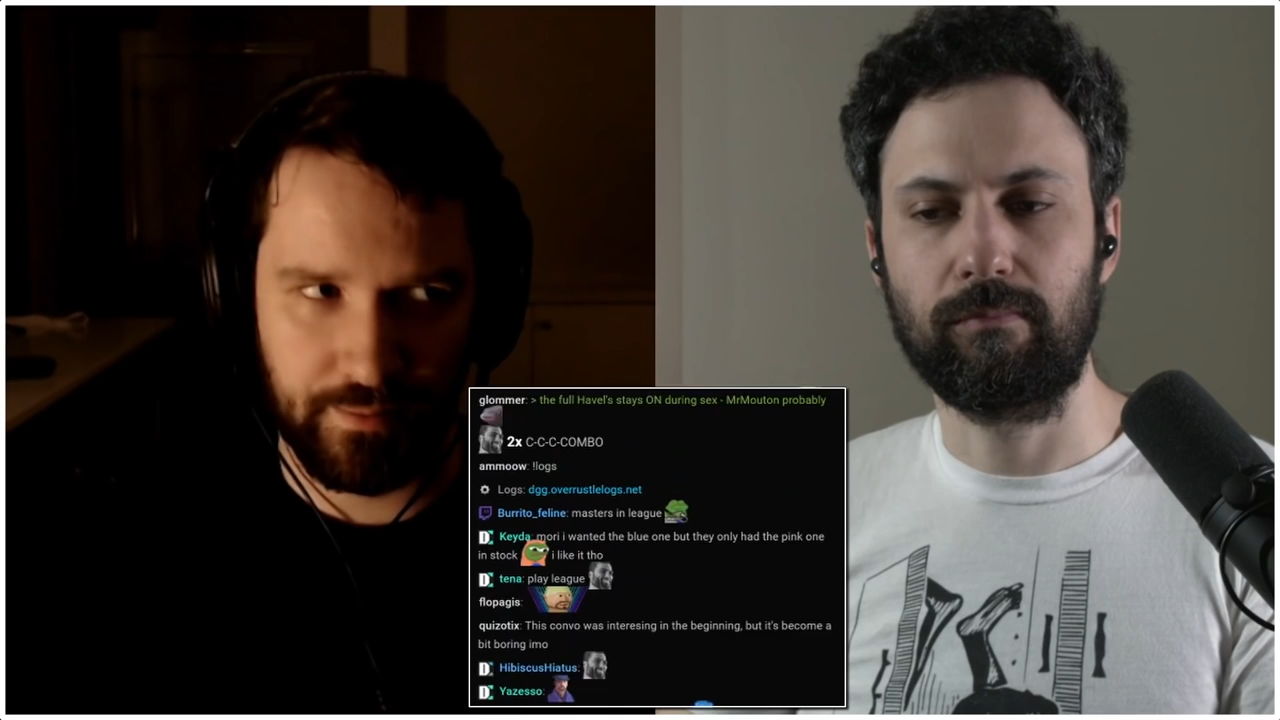 glommer: > the full Havel's stays ON during sex - MrMouton probably
2x C-C-C-COMBO
ammoow: !logs
Logs: dgg.overrustlelogs.net
Burrito_feline: masters in league
Keyda: mori i wanted the blue one but they only had the pink one
in stock i like it tho
tena: play league
flopagis:
quizotix: This convo was interesing in the beginning, but it's become a
bit boring imo
HibiscusHiatus:
Yazesso: